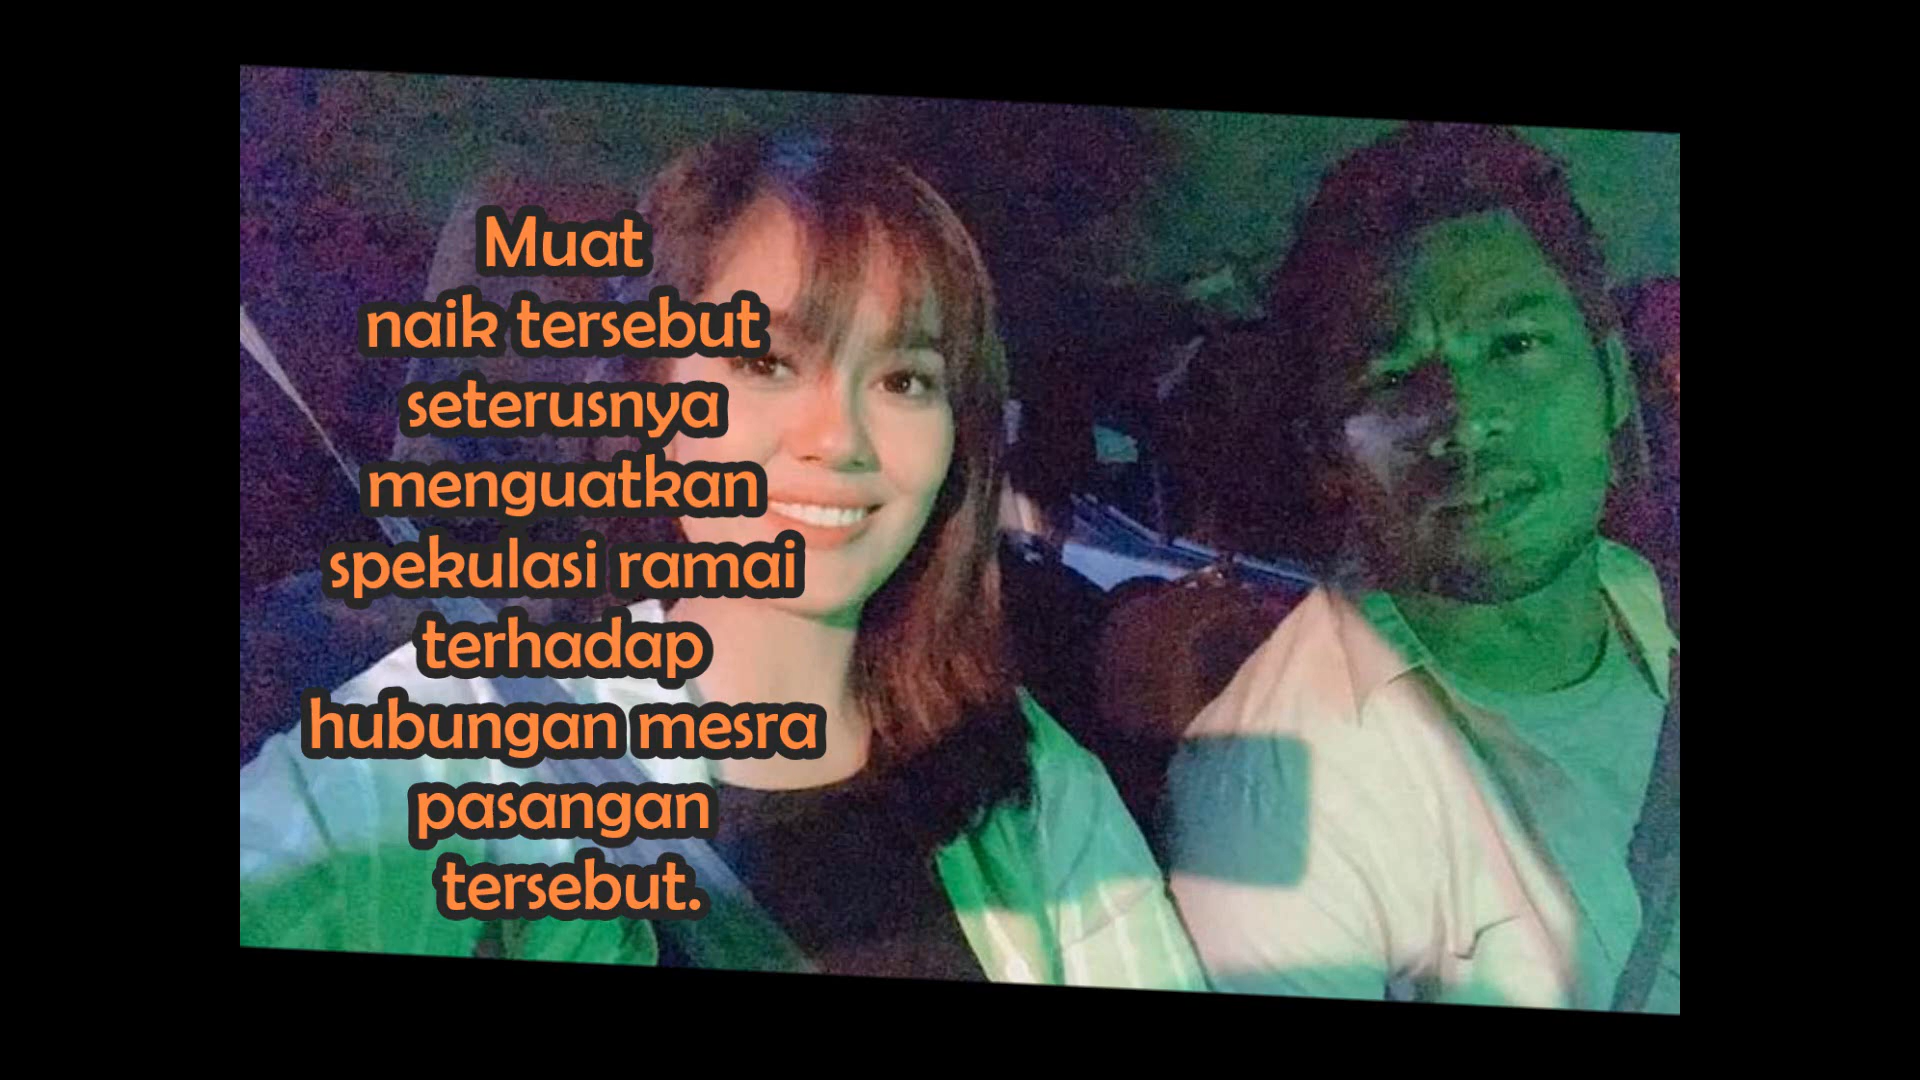 Muat
naik tersebut
seterusnya
menguatkan
spekulasi ramai
terhadap
hubungan mesra
pasangan
tersebut.